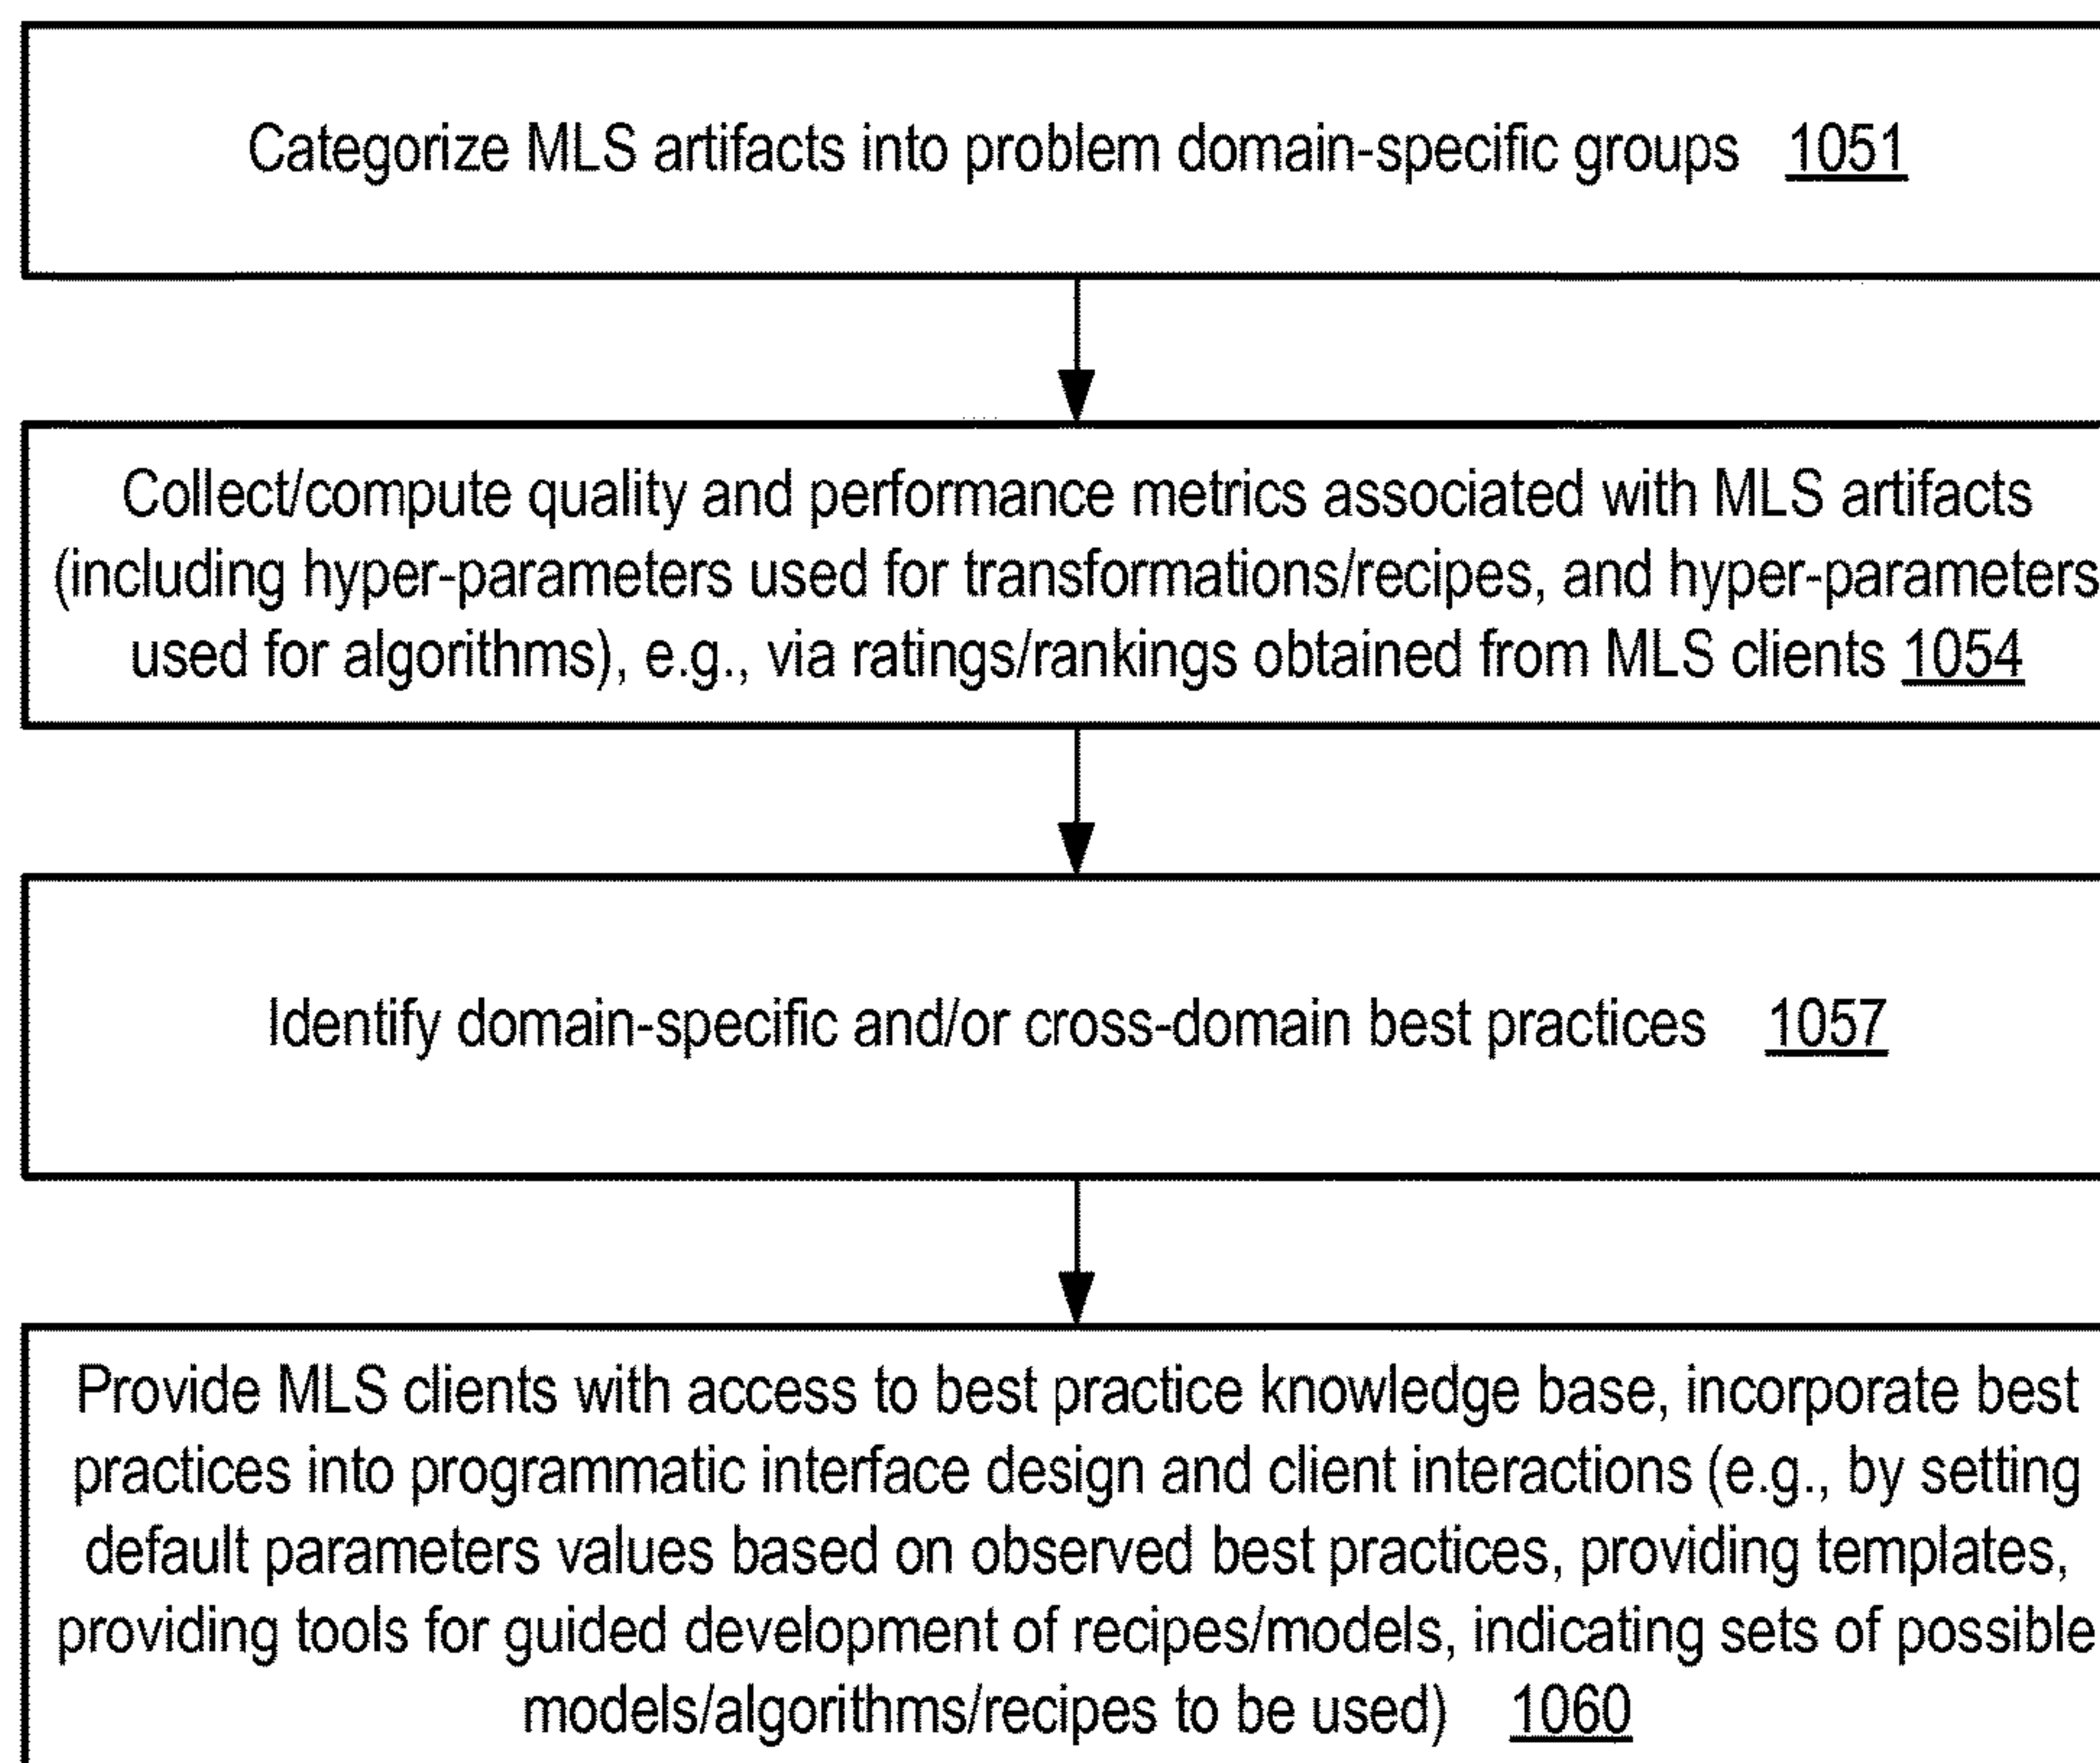 Categorize MLS artifacts into problem domain-specific groups 1051
Collect/compute quality and performance metrics associated with MLS artifacts
(including hyper-parameters used for transformations/recipes, and hyper-parameters
used for algorithms), e.g., via ratings/rankings obtained from MLS clients 1054
Identify domain-specific and/or cross-domain best practices 1057
Provide MLS clients with access to best practice knowledge base, incorporate best
practices into programmatic interface design and client interactions (e.g., by setting
default parameters values based on observed best practices, providing templates,
providing tools for guided development of recipes/models, indicating sets of possible
models/algorithms/recipes to be used) 1060